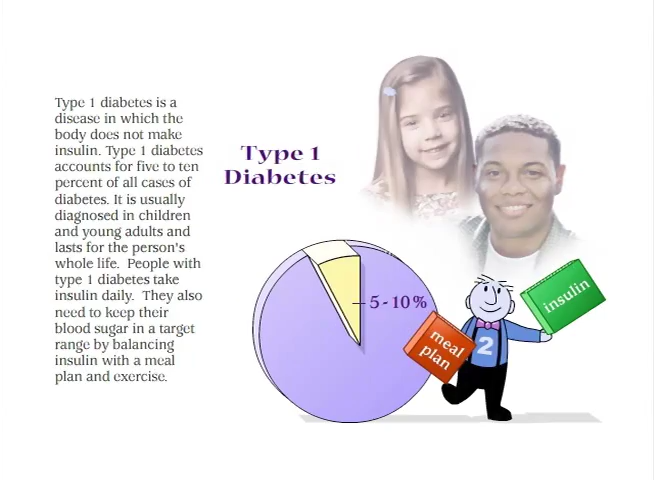 Type 1 diabetes is a
disease in which the
body does not make
insulin. Type 1 diabetes
accounts for five to ten
percent of all cases of
diabetes. It is usually
diagnosed in children
and young adults and
lasts for the person's
whole life. People with
type 1 diabetes take
insulin daily. They also
need to keep their
blood sugar in a target
range by balancing
insulin with a meal
plan and exercise.
Type 1
Diabetes
5-10%
insulin
meal
plan
2